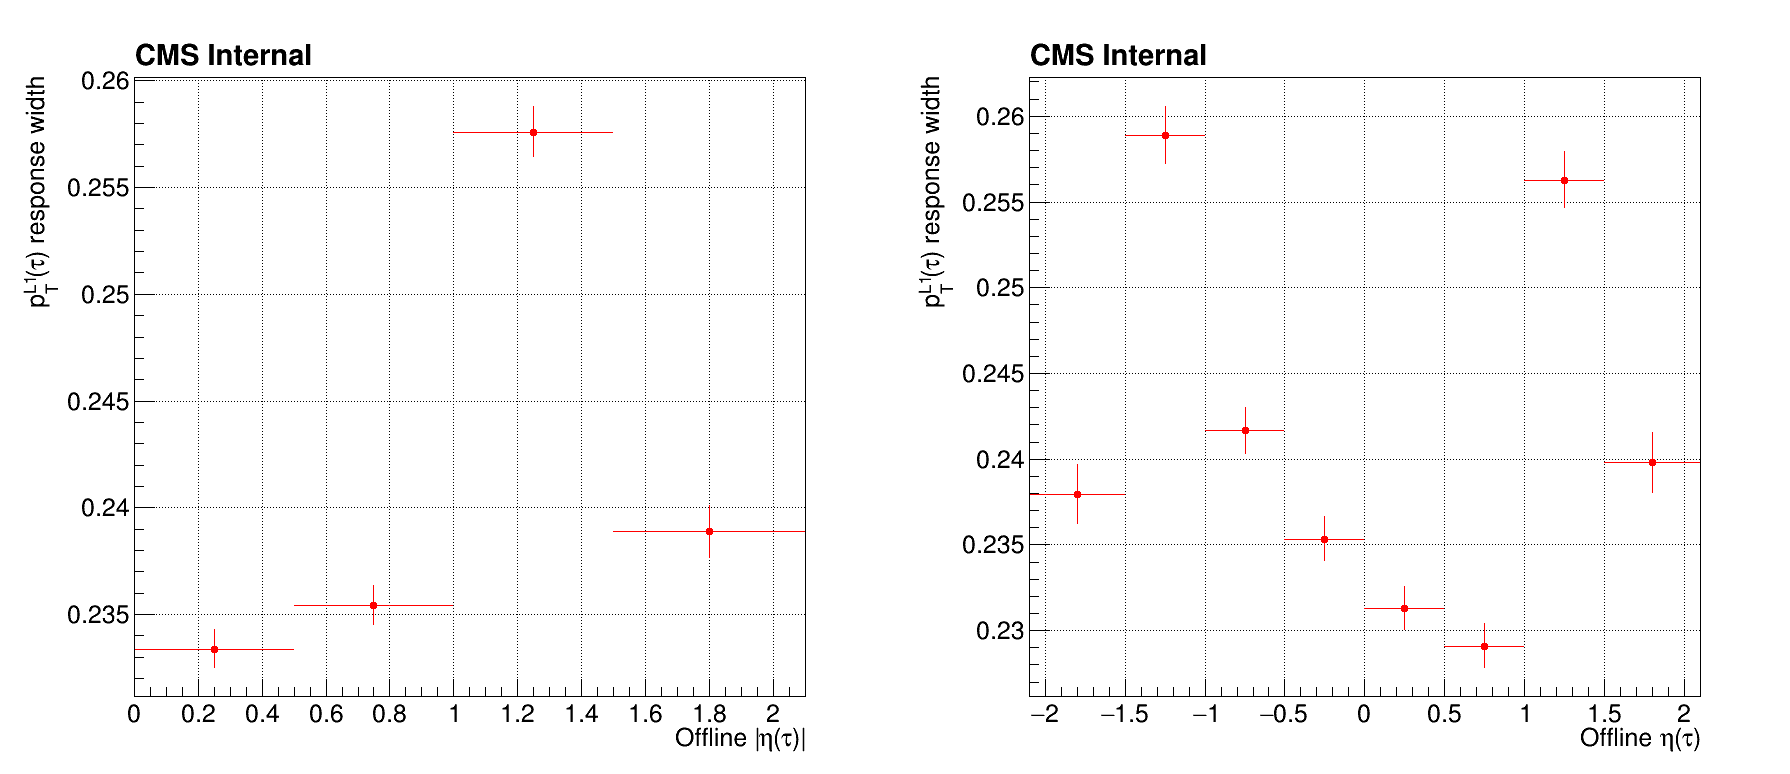 CMS Internal
p_T^L1(τ) response width
0.26
0.255
0.25
0.245
0.24
0.235
0 0.2 0.4 0.6 0.8 1 1.2 1.4 1.6 1.8 2
Offline |η(τ)|
CMS Internal
p_T^L1(τ) response width
0.26
0.255
0.25
0.245
0.24
0.235
0.23
−2 −1.5 −1 −0.5 0 0.5 1 1.5 2
Offline η(τ)